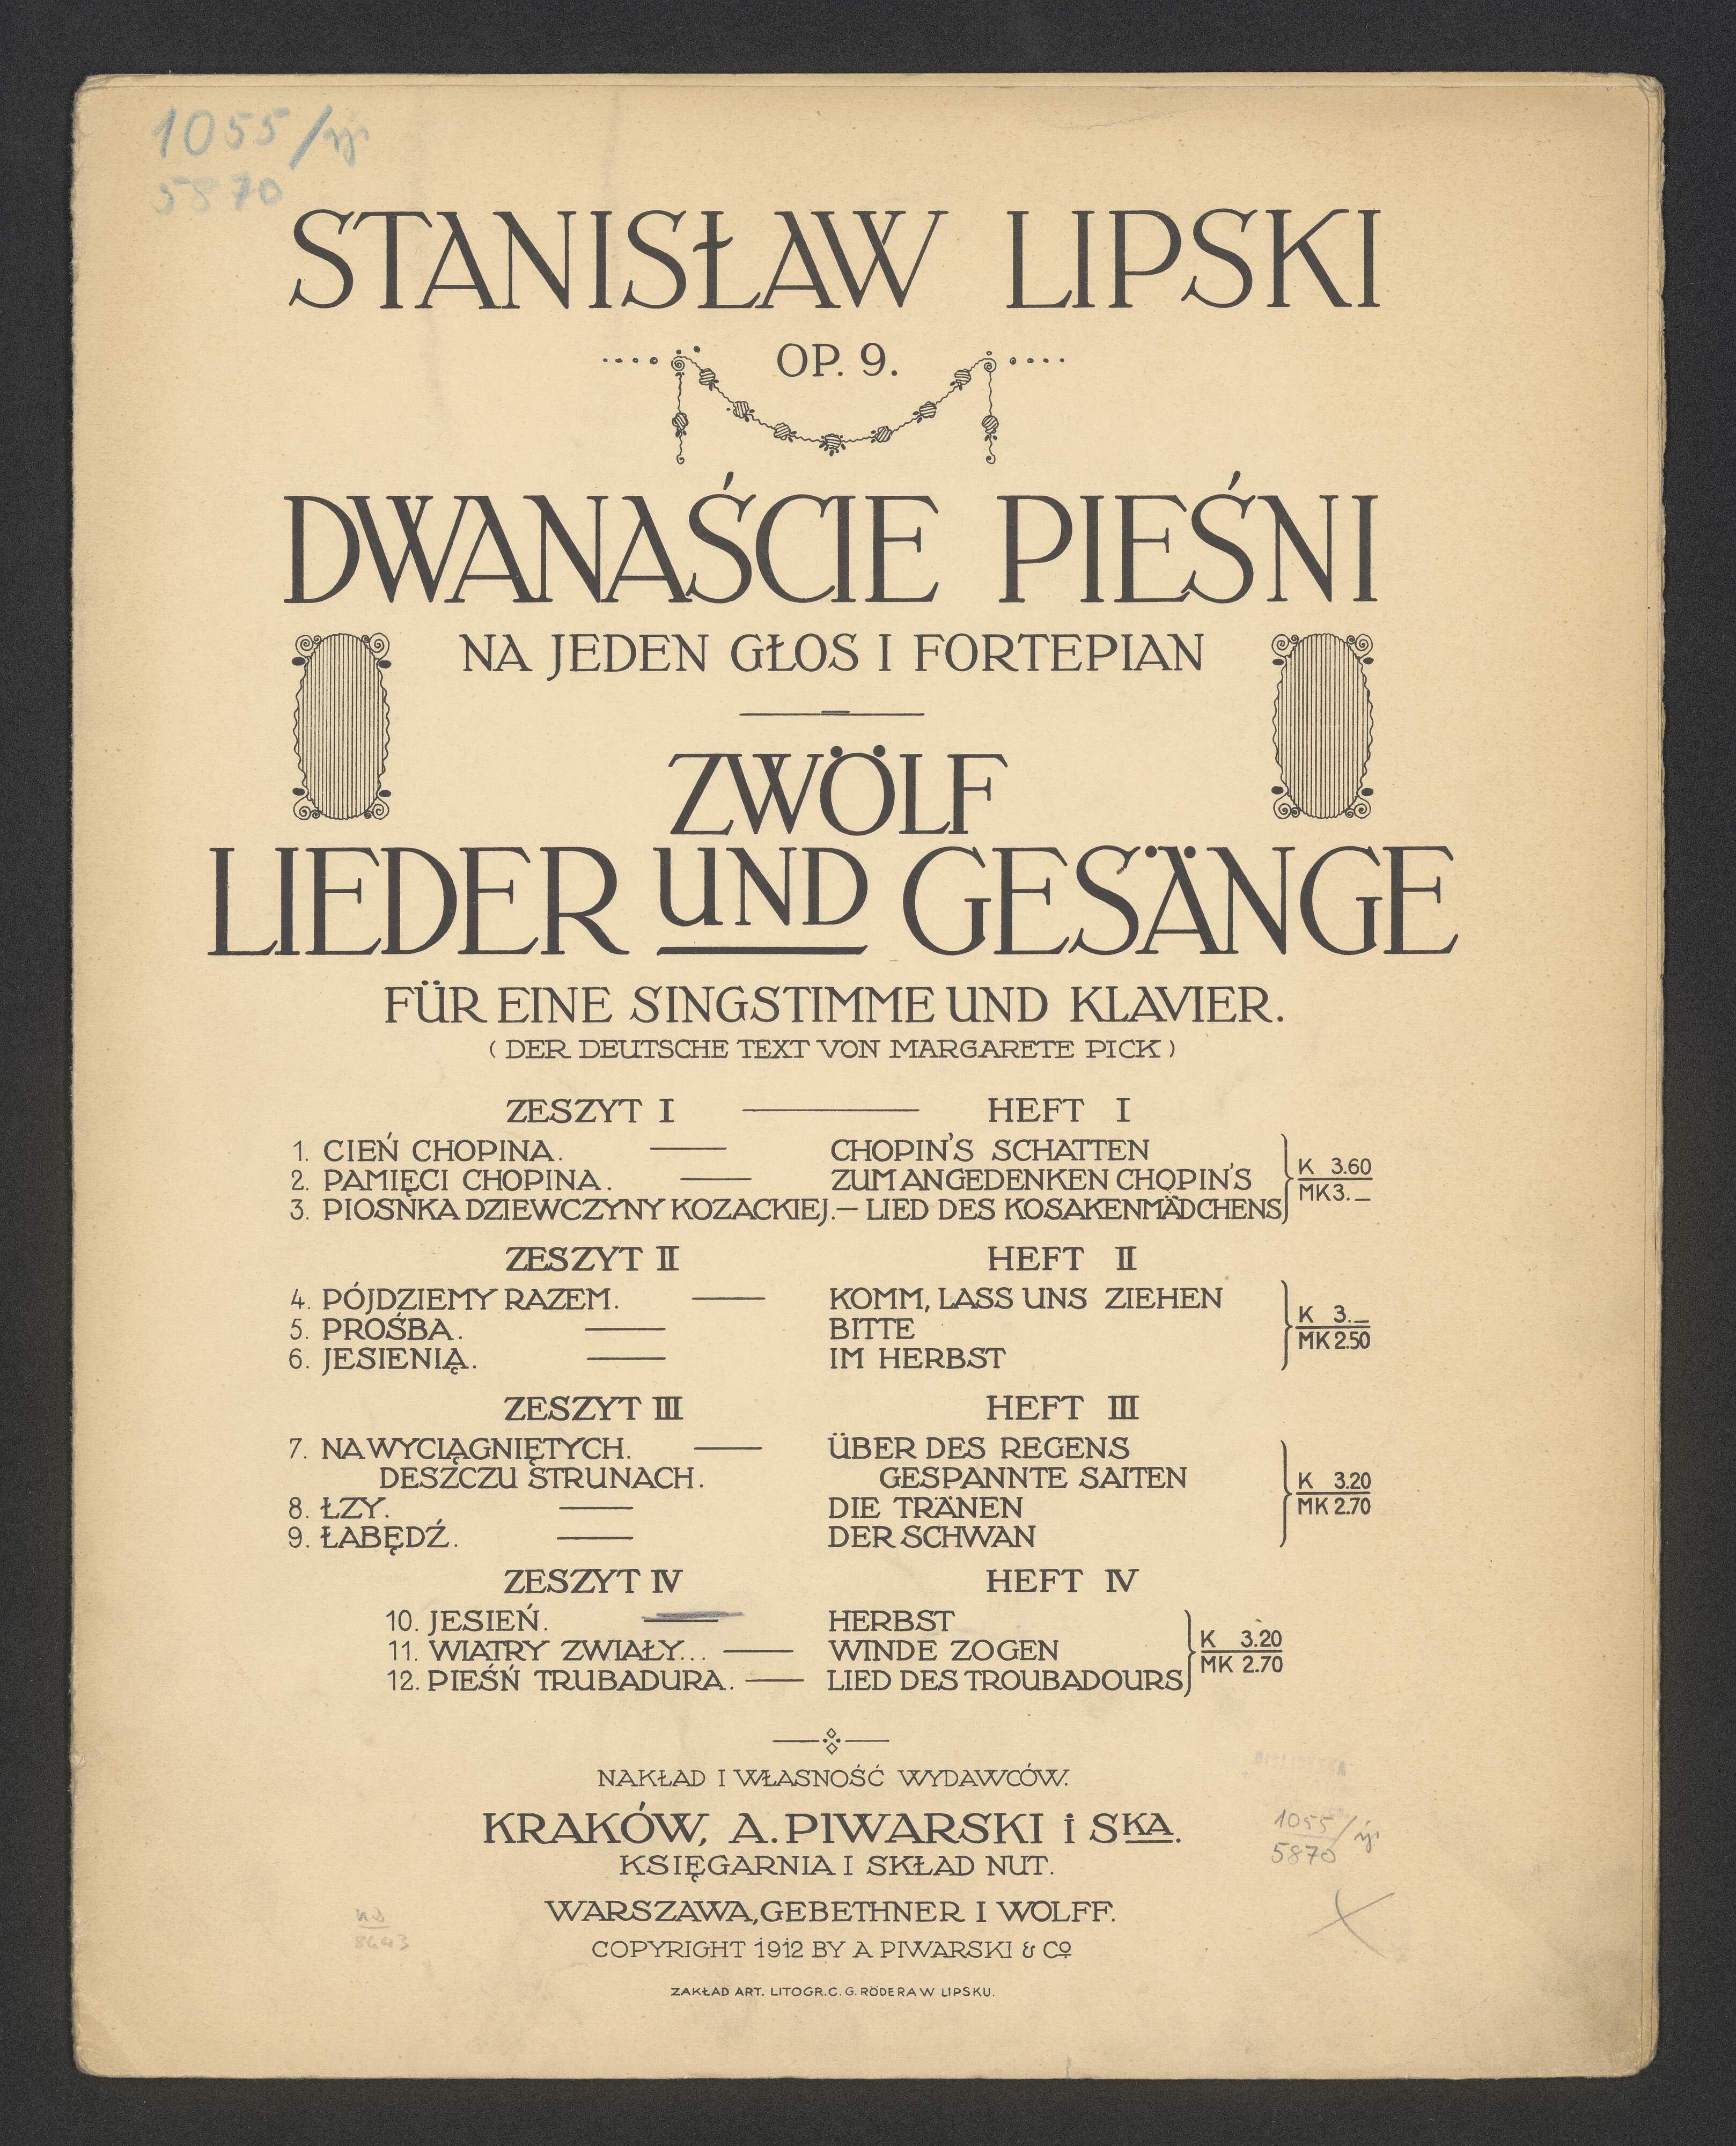 1055/
5870
STANISŁAW LIPSKI
OP. 9.
DWANAŚCIE PIEŚNI
NA JEDEN GŁOS I FORTEPIAN
ZWÖLF
LIEDER UND GESÄNGE
FÜR EINE SINGSTIMME UND KLAVIER.
(DER DEUTSCHE TEXT VON MARGARETE PICK)
ZESZYT I — HEFT I
1. CIEŃ CHOPINA. — CHOPIN'S SCHATTEN
2. PAMIĘCI CHOPINA. — ZUM ANGEDENKEN CHOPIN'S
3. PIOSŃKA DZIEWCZYNY KOZACKIEJ. — LIED DES KOSAKENMÄDCHENS
K 3.60
MK 3._
ZESZYT II HEFT II
4. PÓJDZIEMY RAZEM. — KOMM, LASS UNS ZIEHEN
5. PROŚBA. — BITTE
6. JESIENIĄ. — IM HERBST
K 3._
MK 2.50
ZESZYT III HEFT III
7. NA WYCIĄGNIĘTYCH. — ÜBER DES REGENS
DESZCZU STRUNACH. GESPANNTE SAITEN
8. ŁZY. — DIE TRÄNEN
9. ŁABĘDŹ. — DER SCHWAN
K 3.20
MK 2.70
ZESZYT IV HEFT IV
10. JESIEŃ. — HERBST
11. WIATRY ZWIAŁY... — WINDE ZOGEN
12. PIEŚŃ TRUBADURA. — LIED DES TROUBADOURS
K 3.20
MK 2.70
NAKŁAD I WŁASNOŚĆ WYDAWCÓW.
KRAKÓW, A. PIWARSKI i SKA.
KSIĘGARNIA I SKŁAD NUT.
1055/
5870
WARSZAWA, GEBETHNER I WOLFF.
COPYRIGHT 1912 BY A PIWARSKI & Co
ZAKŁAD ART. LITOGR. C. G. RÖDERA W LIPSKU.